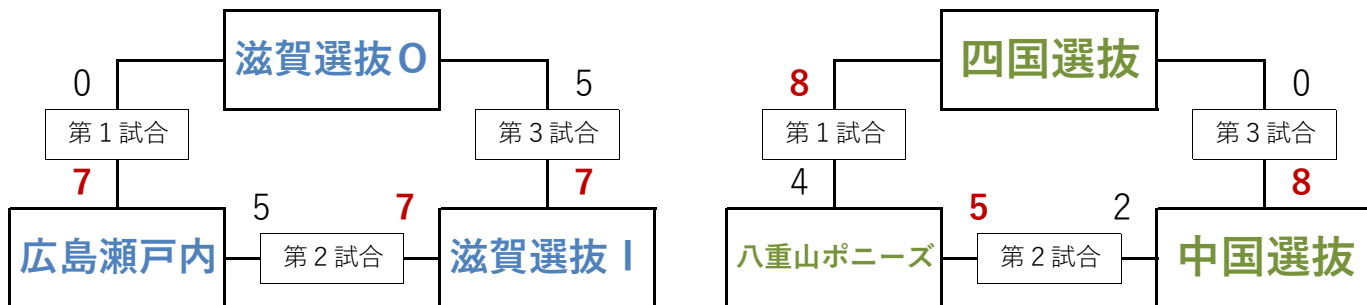 滋賀選抜O
0
5
第1試合
第3試合
7
7
5
7
広島瀬戸内
第2試合
滋賀選抜I
四国選抜
8
0
第1試合
第3試合
4
8
5
2
八重山ポニーズ
第2試合
中国選抜